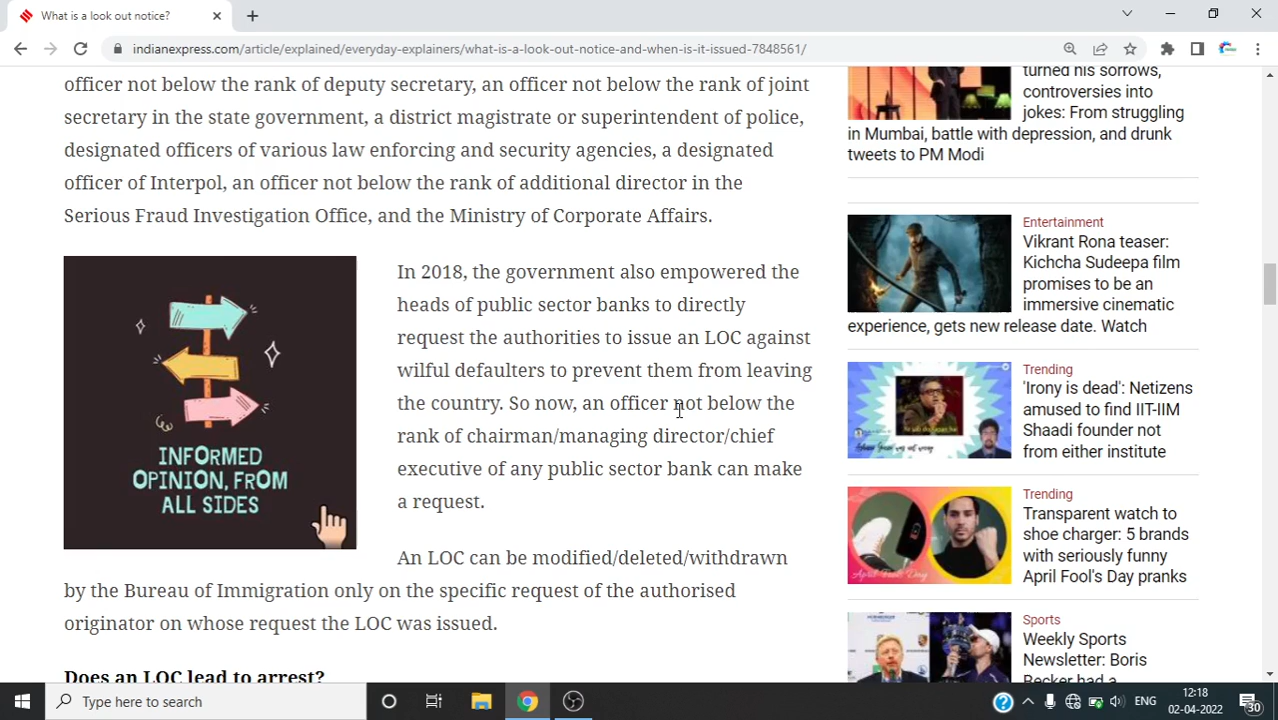 What is a look out notice?
indianexpress.com/article/explained/everyday-explainers/what-is-a-look-out-notice-and-when-is-it-issued-7848561/
officer not below the rank of deputy secretary, an officer not below the rank of joint
secretary in the state government, a district magistrate or superintendent of police,
designated officers of various law enforcing and security agencies, a designated
officer of Interpol, an officer not below the rank of additional director in the
Serious Fraud Investigation Office, and the Ministry of Corporate Affairs.
INFORMED
OPINION, FROM
ALL SIDES
In 2018, the government also empowered the
heads of public sector banks to directly
request the authorities to issue an LOC against
wilful defaulters to prevent them from leaving
the country. So now, an officer not below the
rank of chairman/managing director/chief
executive of any public sector bank can make
a request.
An LOC can be modified/deleted/withdrawn
by the Bureau of Immigration only on the specific request of the authorised
originator on whose request the LOC was issued.
Does an LOC lead to arrest?
turned his sorrows,
controversies into
jokes: From struggling
in Mumbai, battle with depression, and drunk
tweets to PM Modi
Entertainment
Vikrant Rona teaser:
Kichcha Sudeepa film
promises to be an
immersive cinematic
experience, gets new release date. Watch
Trending
'Irony is dead': Netizens
amused to find IIT-IIM
Shaadi founder not
from either institute
Trending
Transparent watch to
shoe charger: 5 brands
with seriously funny
April Fool's Day pranks
April Fool's Day
Sports
Weekly Sports
Newsletter: Boris
Becker had a
Type here to search
ENG
12:18
02-04-2022
30